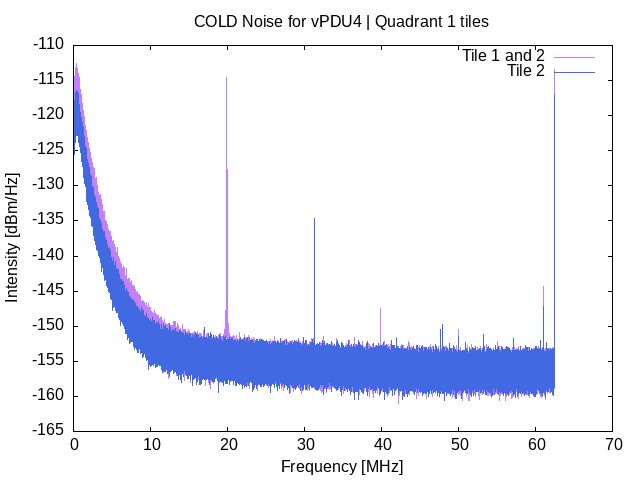 COLD Noise for vPDU4 | Quadrant 1 tiles
Tile 1 and 2
Tile 2
-110
-115
-120
-125
-130
-135
-140
-145
-150
-155
-160
-165
Intensity [dBm/Hz]
0 10 20 30 40 50 60 70
Frequency [MHz]